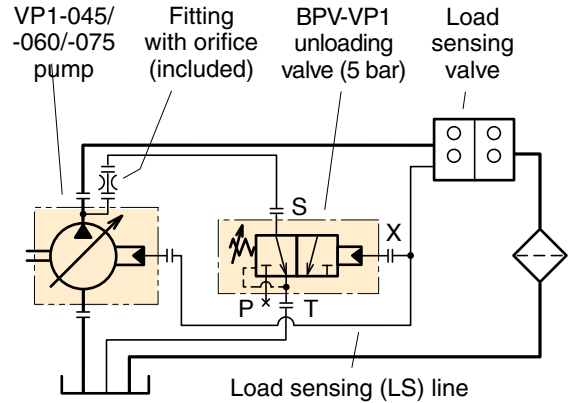 VP1-045/
-060/-075
pump
Fitting
with orifice
(included)
BPV-VP1
unloading
valve (5 bar)
Load
sensing
valve
S
X
P
T
Load sensing (LS) line